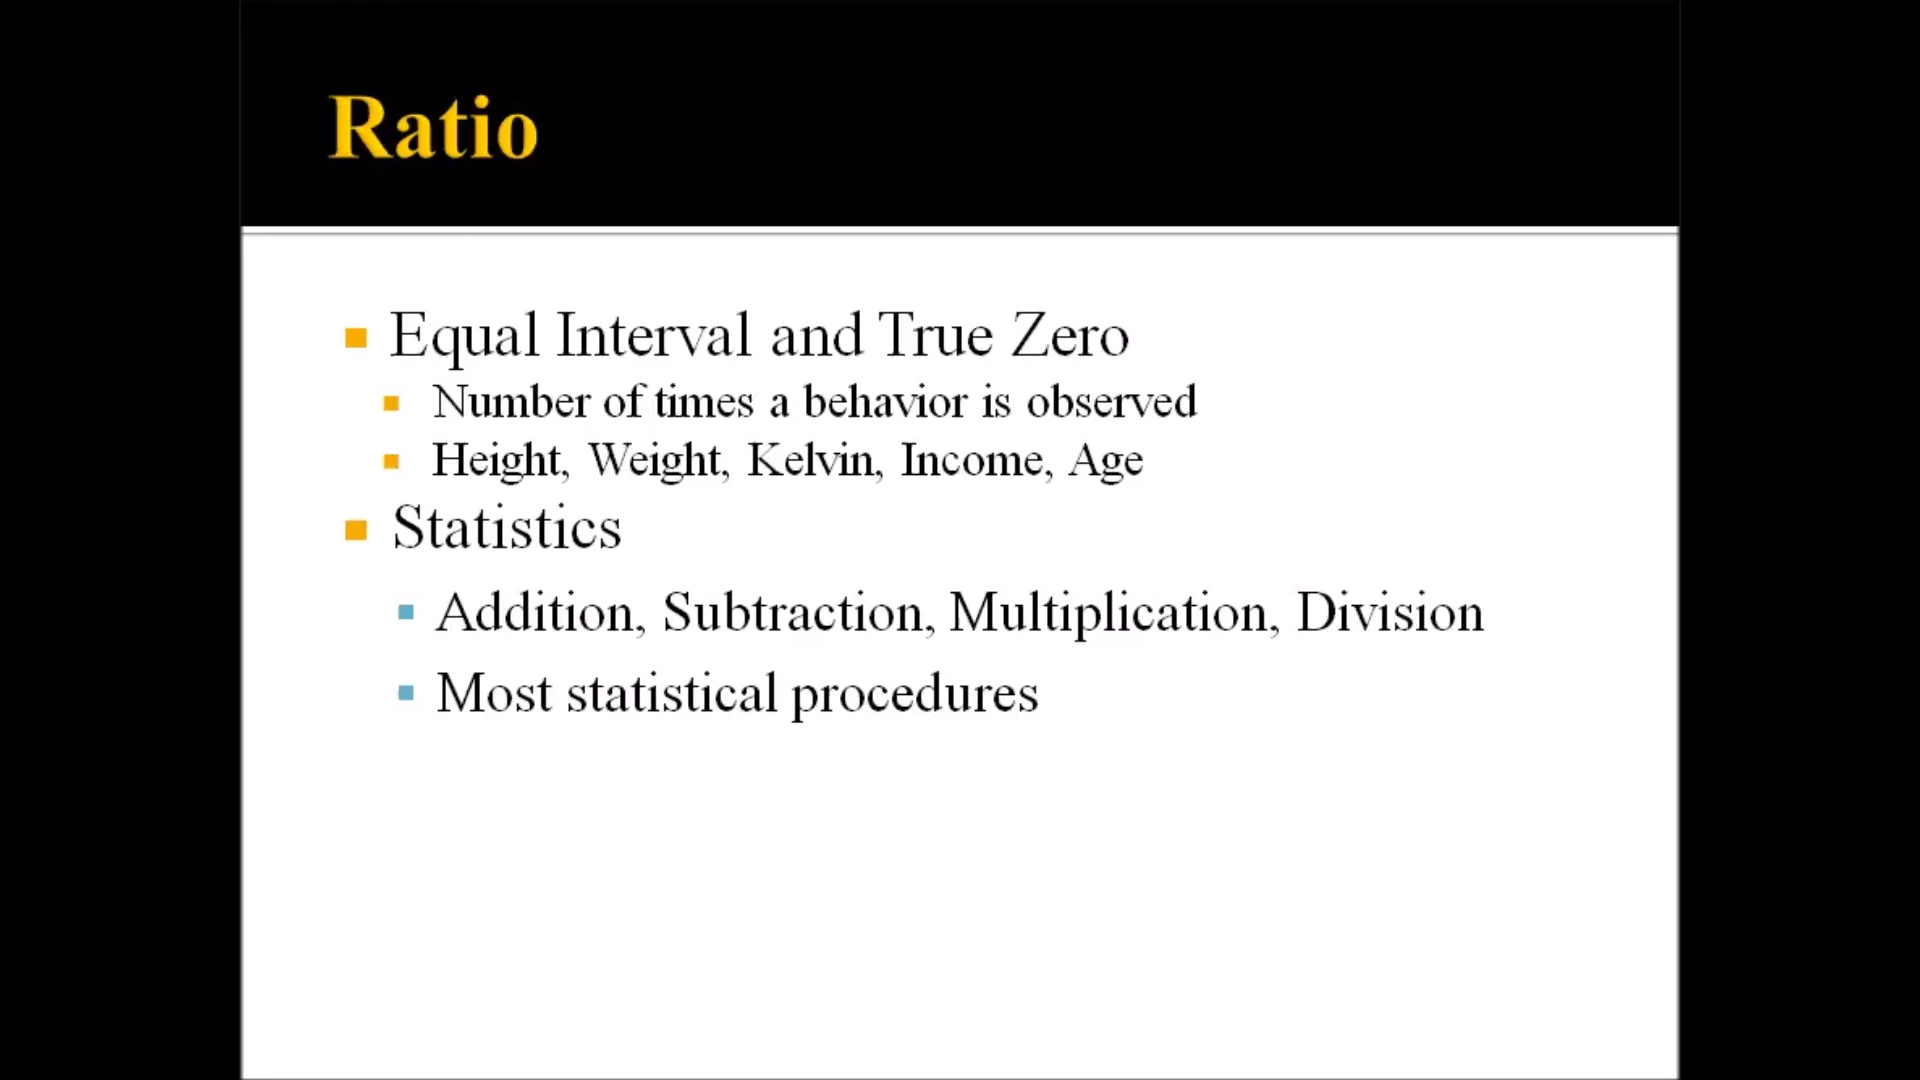 Ratio
Equal Interval and True Zero
Number of times a behavior is observed
Height, Weight, Kelvin, Income, Age
Statistics
Addition, Subtraction, Multiplication, Division
Most statistical procedures